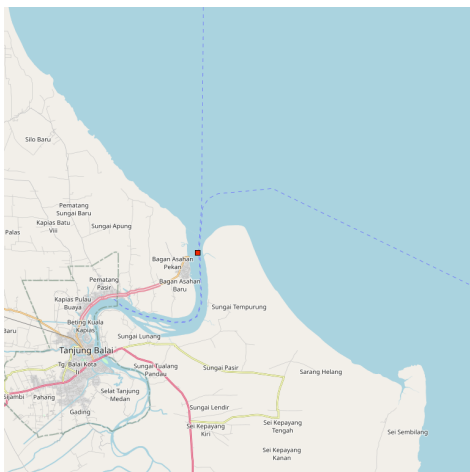 Silo Baru
Pematang
Sungai Baru
Kapias Batu
VIII
Palas
Sungai Apung
Bagan Asahan
Pekan
Pematang
Pasir
Bagan Asahan
Baru
Kapias Pulau
Buaya
Sungai Tempurung
Bering Kuala
Kapias
Baru
Sungai Lunang
Tanjung Balai
Tg. Balai Kota
II
Sungai Tualang
Pandau
Sungai Pasir
Sarang Helang
Selat Tanjung
Medan
Pahang
Gading
Sungai Lendir
Sei Kepayang
Kiri
Sei Kepayang
Tengah
Sei Sembilang
Sei Kepayang
Kanan